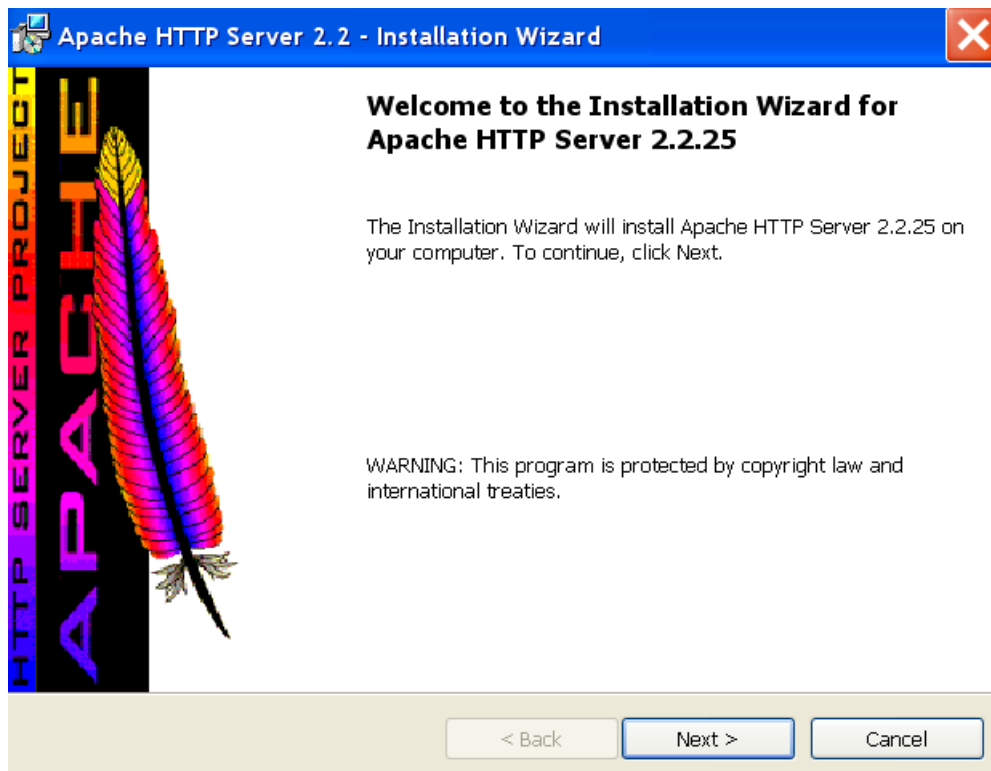 Apache HTTP Server 2.2 - Installation Wizard
HTTP SERVER PROJECT
APACHE
Welcome to the Installation Wizard for
Apache HTTP Server 2.2.25
The Installation Wizard will install Apache HTTP Server 2.2.25 on
your computer. To continue, click Next.
WARNING: This program is protected by copyright law and
international treaties.
< Back
Next >
Cancel